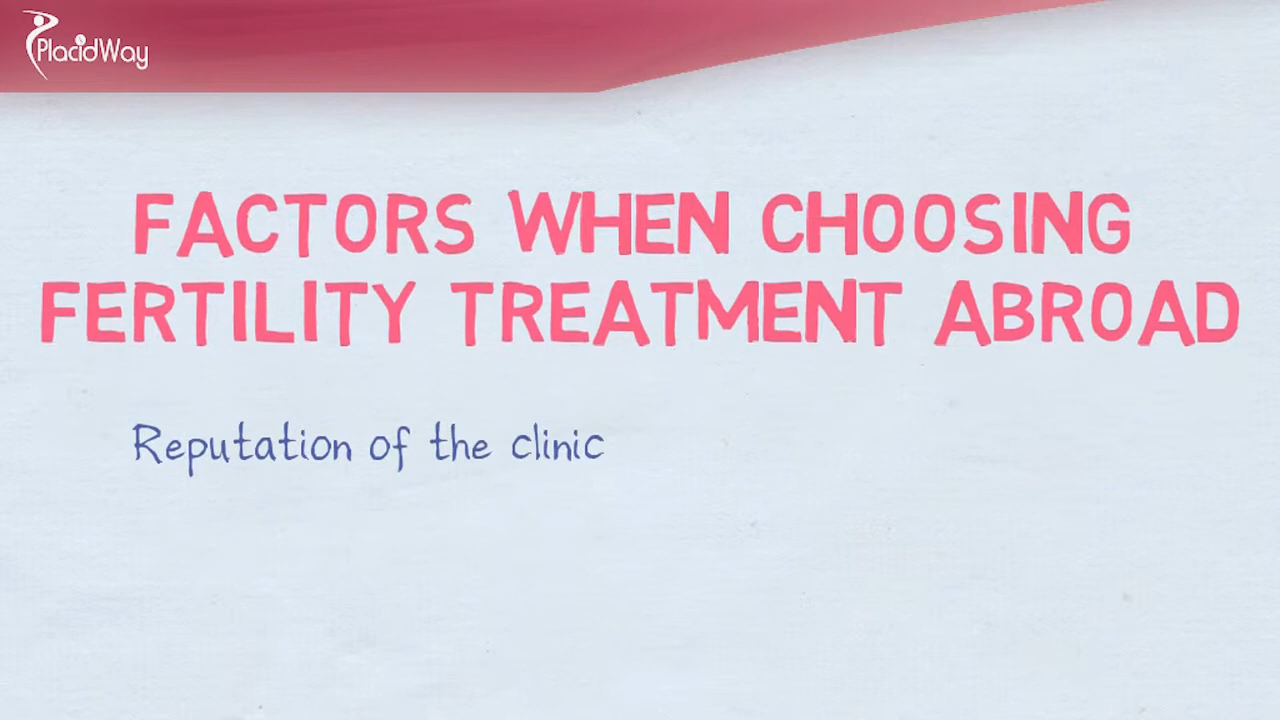 PlacidWay
FACTORS WHEN CHOOSING
FERTILITY TREATMENT ABROAD
Reputation of the clinic